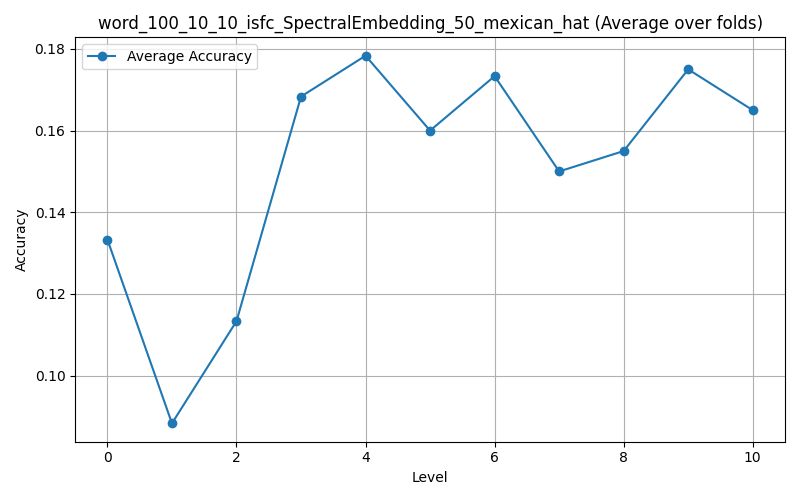 word_100_10_10_isfc_SpectralEmbedding_50_mexican_hat (Average over folds)
Average Accuracy
0.18
0.16
0.14
0.12
0.10
Accuracy
0 2 4 6 8 10
Level